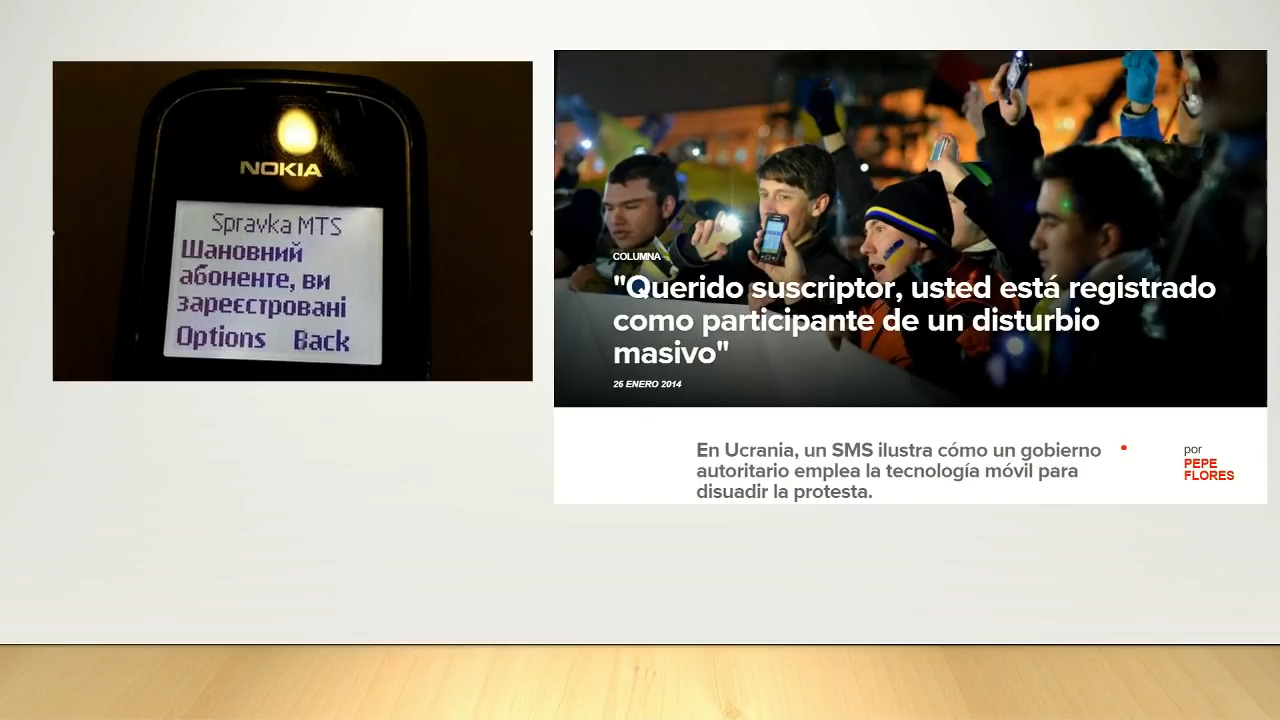 NOKIA
Spravka MTS
Шановний
абоненте, ви
зареєстровані
Options Back
COLUMNA
"Querido suscriptor, usted está registrado
como participante de un disturbio
masivo"
26 ENERO 2014
En Ucrania, un SMS ilustra cómo un gobierno
autoritario emplea la tecnología móvil para
disuadir la protesta.
por
PEPE
FLORES